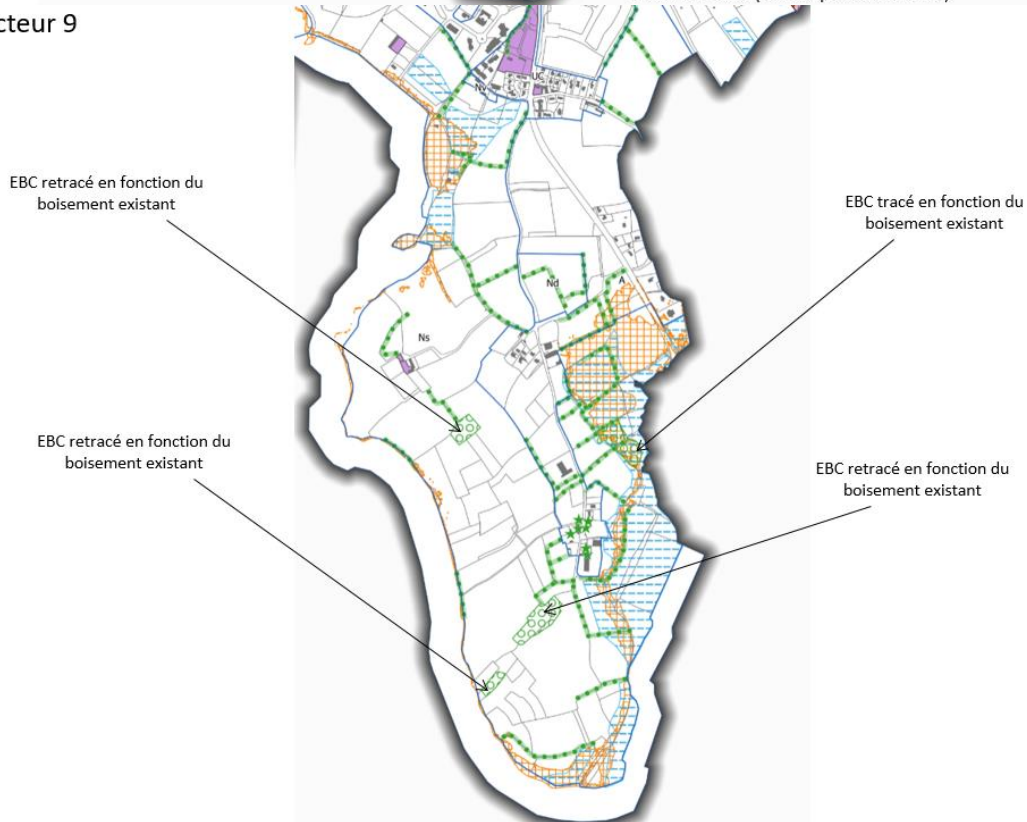 cteur 9
UC
Nv
EBC retracé en fonction du
boisement existant
EBC tracé en fonction du
boisement existant
Nd
A
Ns
EBC retracé en fonction du
boisement existant
EBC retracé en fonction du
boisement existant